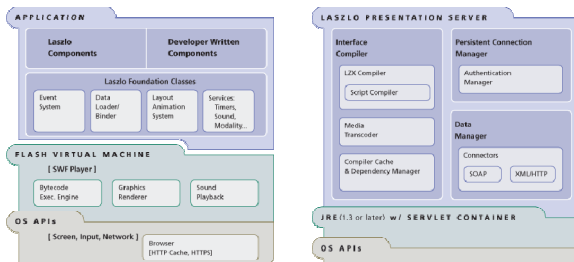 APPLICATION
Laszlo
Components
Developer Written
Components
Laszlo Foundation Classes
Event
System
Data
Loader/
Binder
Layout
Animation
System
Services:
Timers,
Sound,
Modality...
FLASH VIRTUAL MACHINE
[ SWF Player ]
Bytecode
Exec. Engine
Graphics
Renderer
Sound
Playback
OS APIs
[ Screen, Input, Network ]
Browser
[HTTP Cache, HTTPS]
LASZLO PRESENTATION SERVER
Interface
Compiler
LZX Compiler
Script Compiler
Media
Transcoder
Compiler Cache
& Dependency Manager
Persistent Connection
Manager
Authentication
Manager
Data
Manager
Connectors
SOAP
XML/HTTP
JRE(1.3 or later) w/ SERVLET CONTAINER
OS APIs